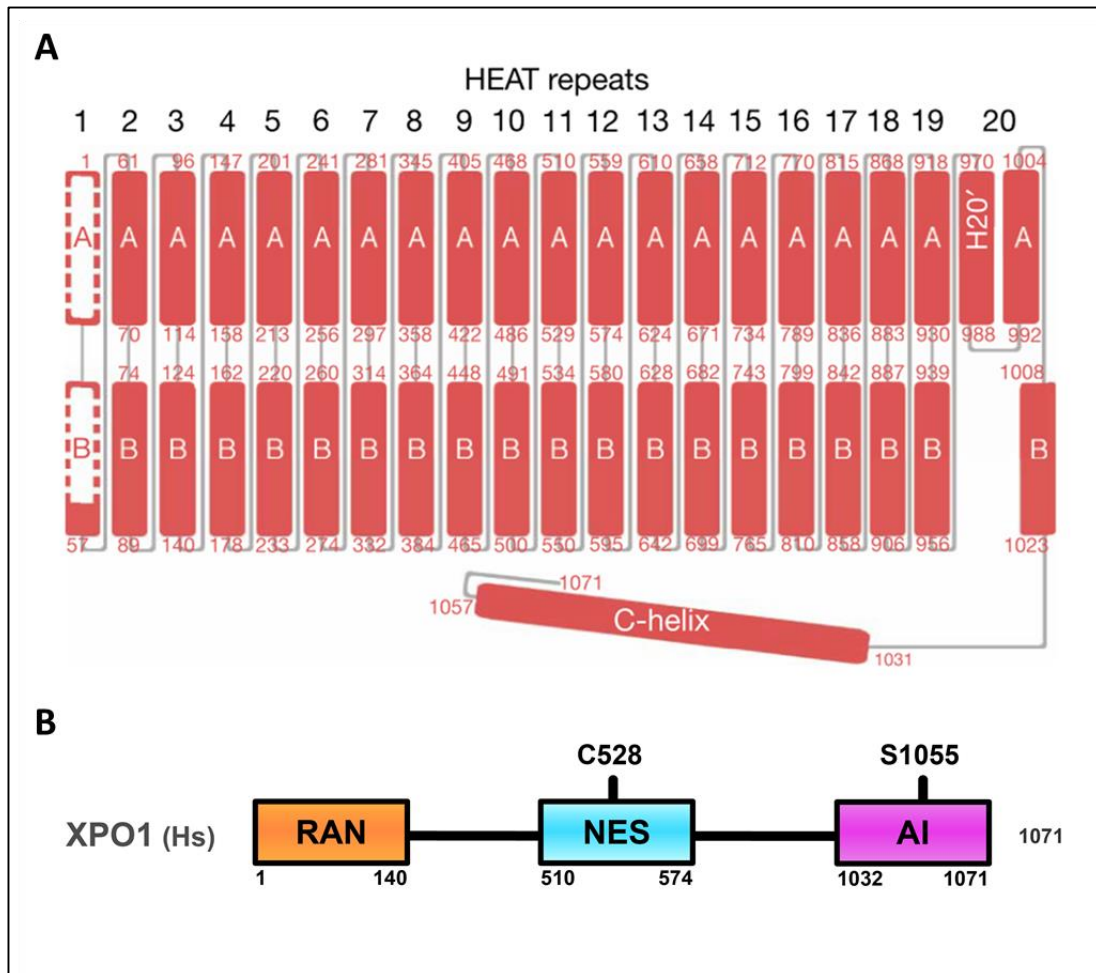 A
HEAT repeats
1 2 3 4 5 6 7 8 9 10 11 12 13 14 15 16 17 18 19 20
1 61 96 147 201 241 281 345 405 468 510 559 610 658 712 770 815 868 918 970 1004
A A A A A A A A A A A A A A A A A A A H20′ A
70 114 158 213 256 297 358 422 486 529 574 624 671 734 789 836 883 930 988 992
74 124 162 220 260 314 364 448 491 534 580 628 682 743 799 842 887 939 1008
B B B B B B B B B B B B B B B B B B B B
57 89 140 178 233 274 332 384 465 500 550 595 642 699 765 810 858 906 956 1023
1071
1057 C-helix 1031
B
C528 S1055
XPO1 (Hs) RAN NES AI 1071
1 140 510 574 1032 1071